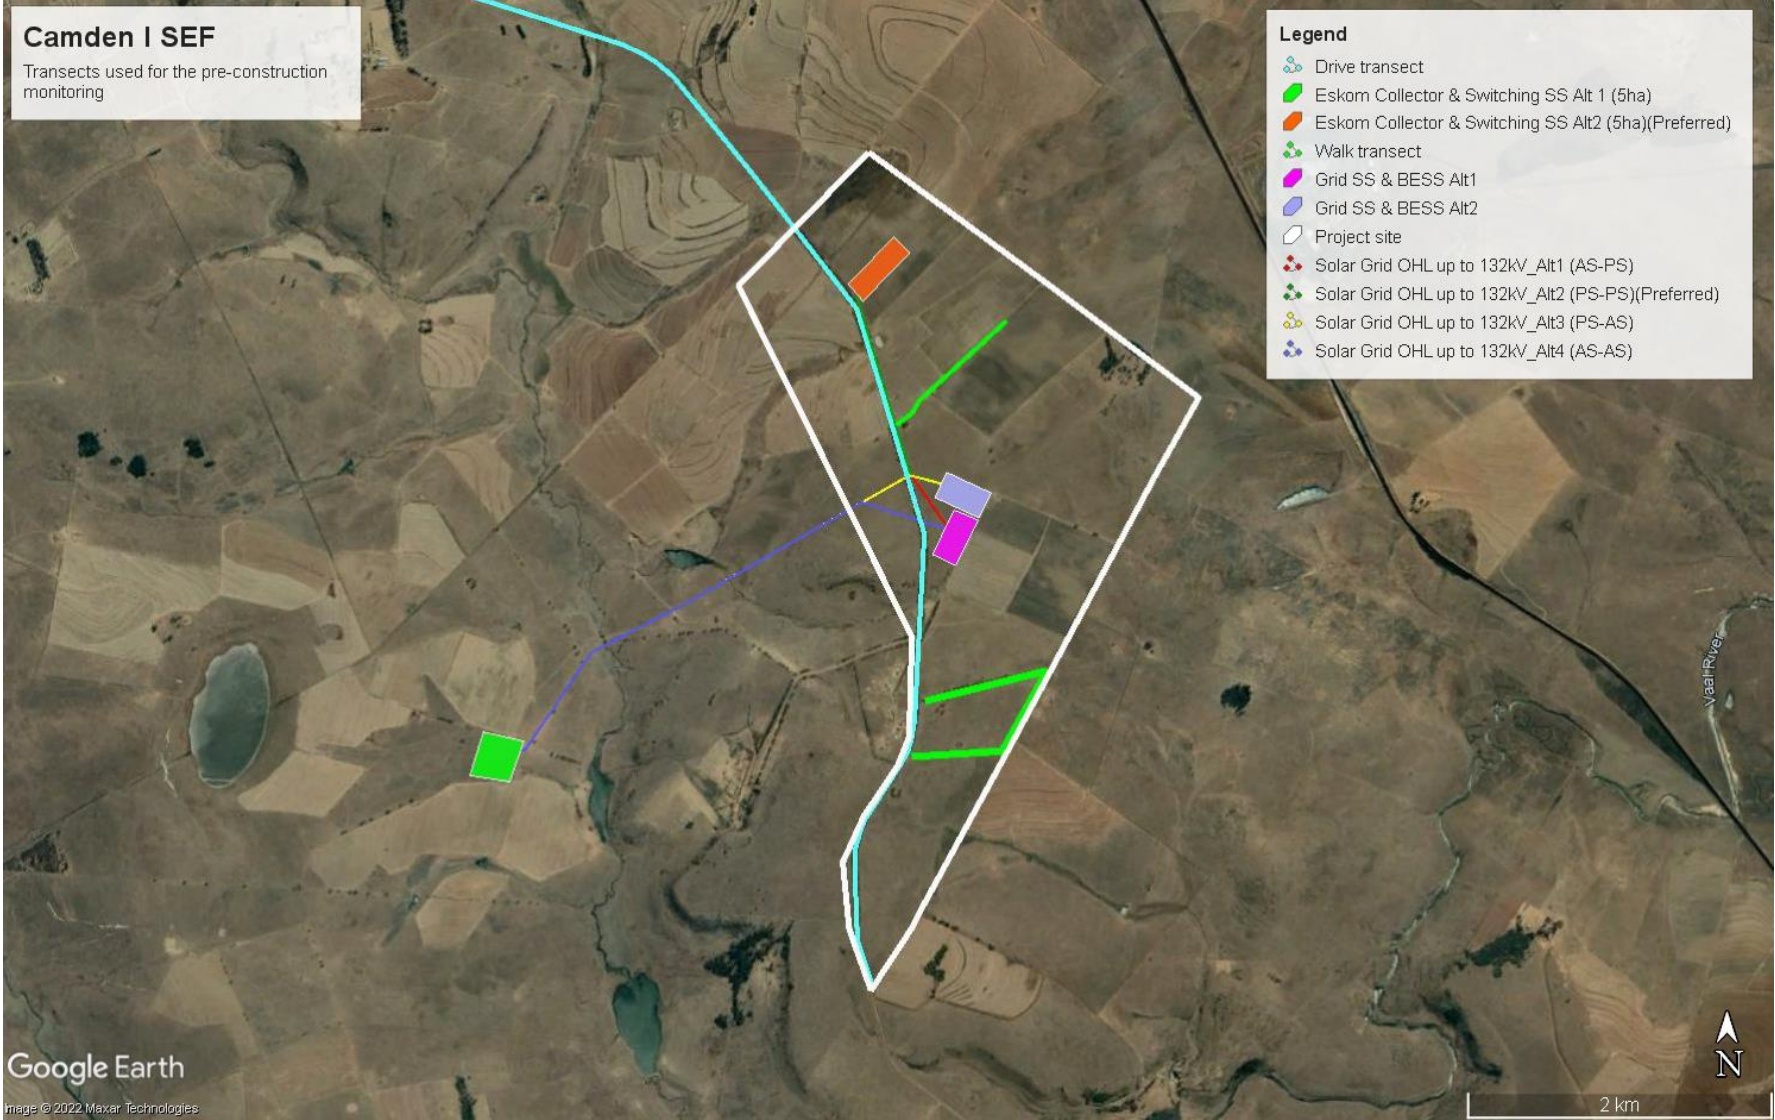 Camden I SEF
Transects used for the pre-construction
monitoring
Legend
Drive transect
Eskom Collector & Switching SS Alt 1 (5ha)
Eskom Collector & Switching SS Alt2 (5ha)(Preferred)
Walk transect
Grid SS & BESS Alt1
Grid SS & BESS Alt2
Project site
Solar Grid OHL up to 132kV_Alt1 (AS-PS)
Solar Grid OHL up to 132kV_Alt2 (PS-PS)(Preferred)
Solar Grid OHL up to 132kV_Alt3 (PS-AS)
Solar Grid OHL up to 132kV_Alt4 (AS-AS)
Vaal River
Google Earth
N
mage © 2022 Maxar Technologies
2 km